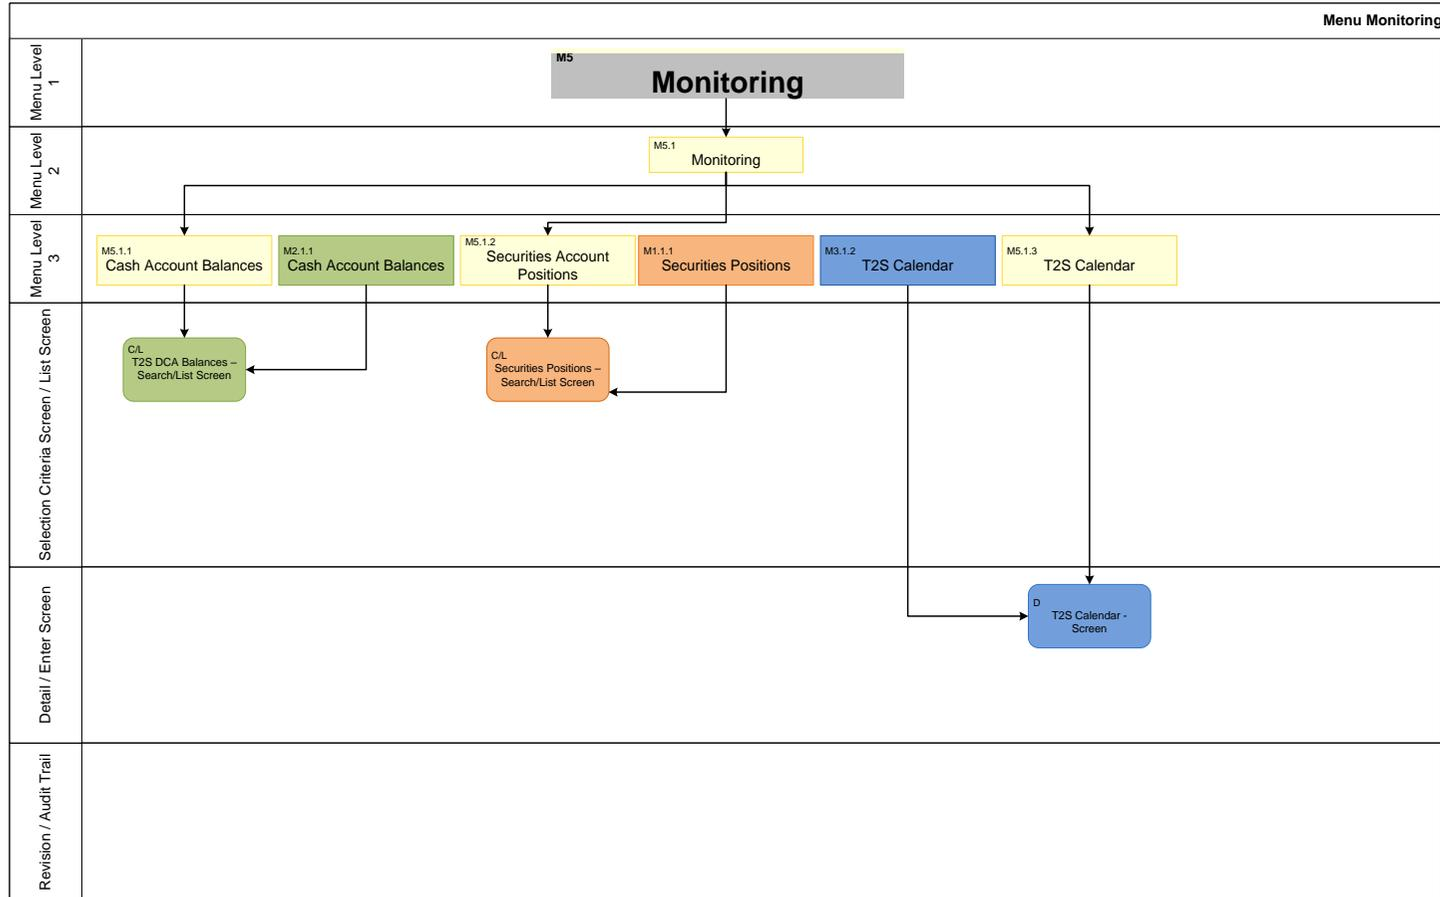 Menu Monitoring
Menu Level
1
M5
Monitoring
Menu Level
2
M5.1
Monitoring
Menu Level
3
M5.1.1
Cash Account Balances
M2.1.1
Cash Account Balances
M5.1.2
Securities Account
Positions
M1.1.1
Securities Positions
M3.1.2
T2S Calendar
M5.1.3
T2S Calendar
Selection Criteria Screen / List Screen
C/L
T2S DCA Balances –
Search/List Screen
C/L
Securities Positions –
Search/List Screen
Detail / Enter Screen
D
T2S Calendar -
Screen
Revision / Audit Trail